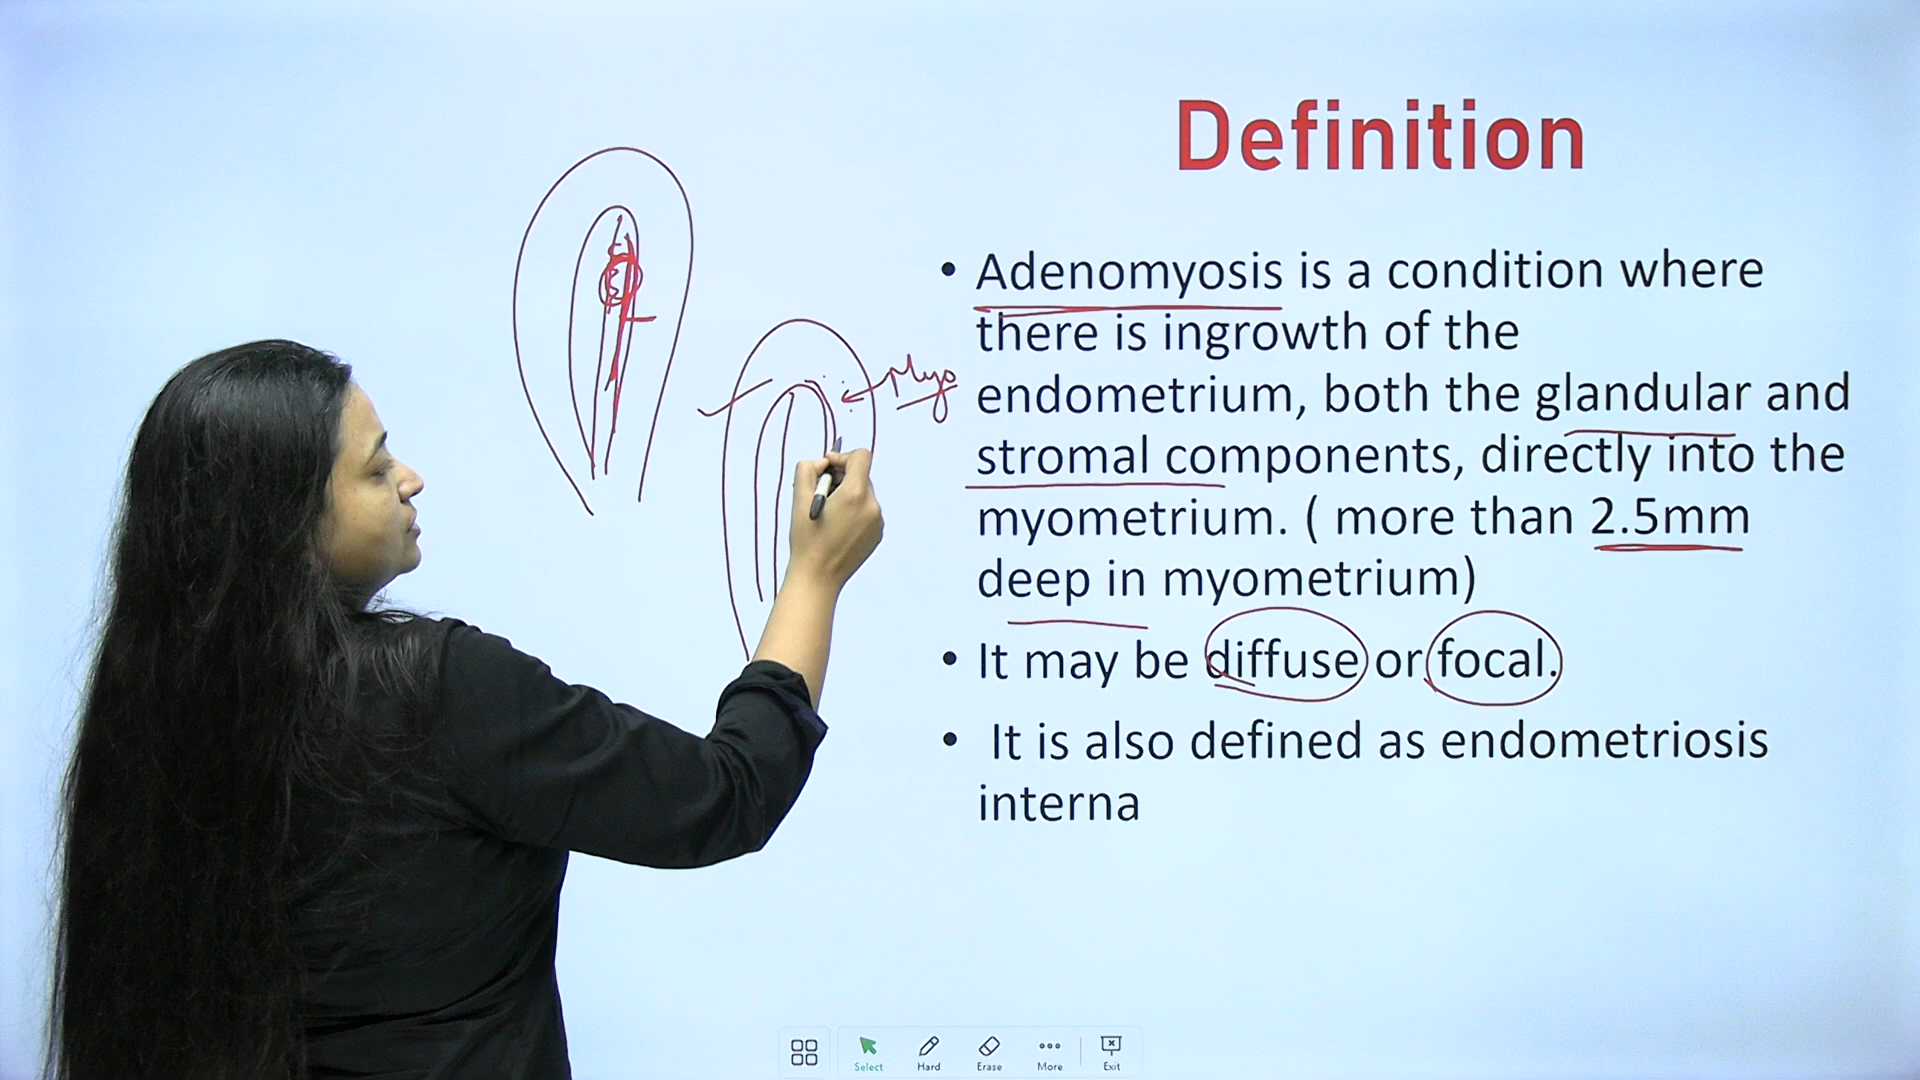 Definition
• Adenomyosis is a condition where
there is ingrowth of the
endometrium, both the glandular and
stromal components, directly into the
myometrium. ( more than 2.5mm
deep in myometrium)
• It may be diffuse or focal.
• It is also defined as endometriosis
interna
Myo
Select Hard Erase More Exit